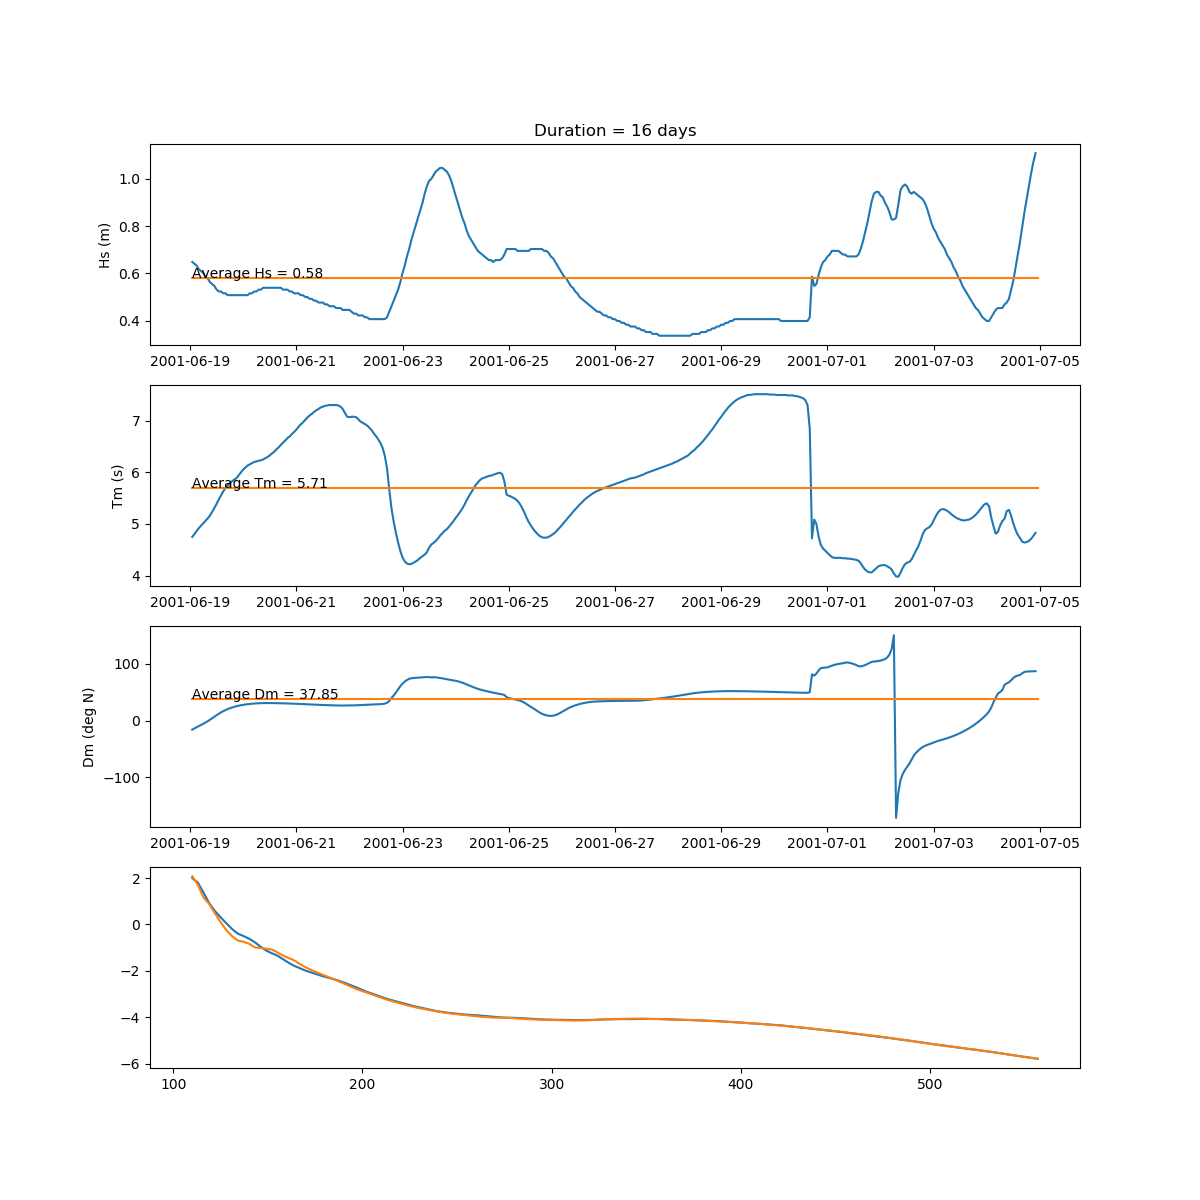 Duration = 16 days
Hs (m)
1.0
0.8
0.6
0.4
Average Hs = 0.58
2001-06-19 2001-06-21 2001-06-23 2001-06-25 2001-06-27 2001-06-29 2001-07-01 2001-07-03 2001-07-05
Tm (s)
7
6
5
4
Average Tm = 5.71
2001-06-19 2001-06-21 2001-06-23 2001-06-25 2001-06-27 2001-06-29 2001-07-01 2001-07-03 2001-07-05
Dm (deg N)
100
0
−100
Average Dm = 37.85
2001-06-19 2001-06-21 2001-06-23 2001-06-25 2001-06-27 2001-06-29 2001-07-01 2001-07-03 2001-07-05
2
0
−2
−4
−6
100 200 300 400 500